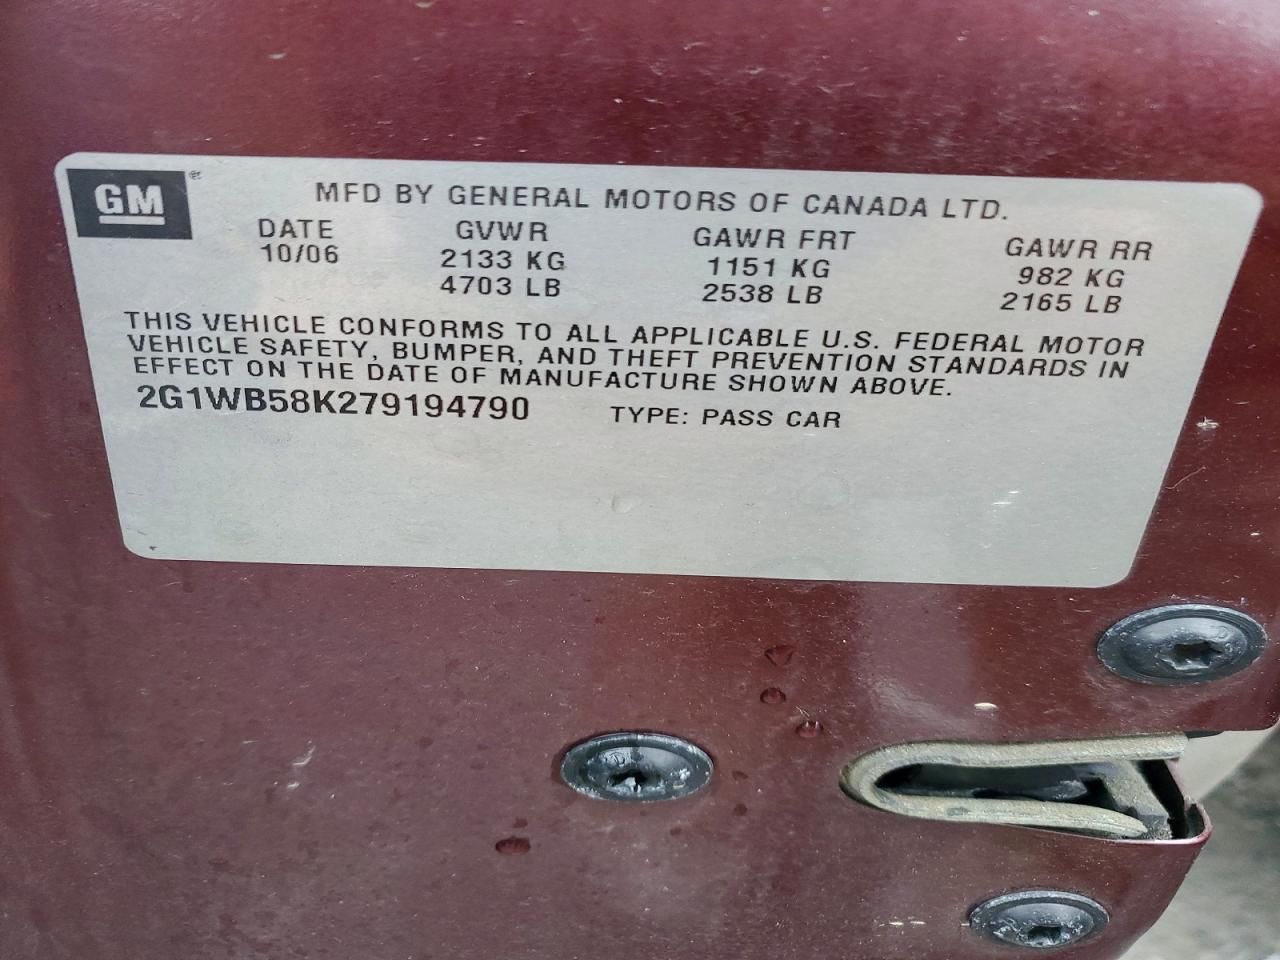 GM
MFD BY GENERAL MOTORS OF CANADA LTD.
DATE GVWR GAWR FRT GAWR RR
10/06 2133 KG 1151 KG 982 KG
4703 LB 2538 LB 2165 LB
THIS VEHICLE CONFORMS TO ALL APPLICABLE U.S. FEDERAL MOTOR
VEHICLE SAFETY, BUMPER, AND THEFT PREVENTION STANDARDS IN
EFFECT ON THE DATE OF MANUFACTURE SHOWN ABOVE.
2G1WB58K279194790 TYPE: PASS CAR